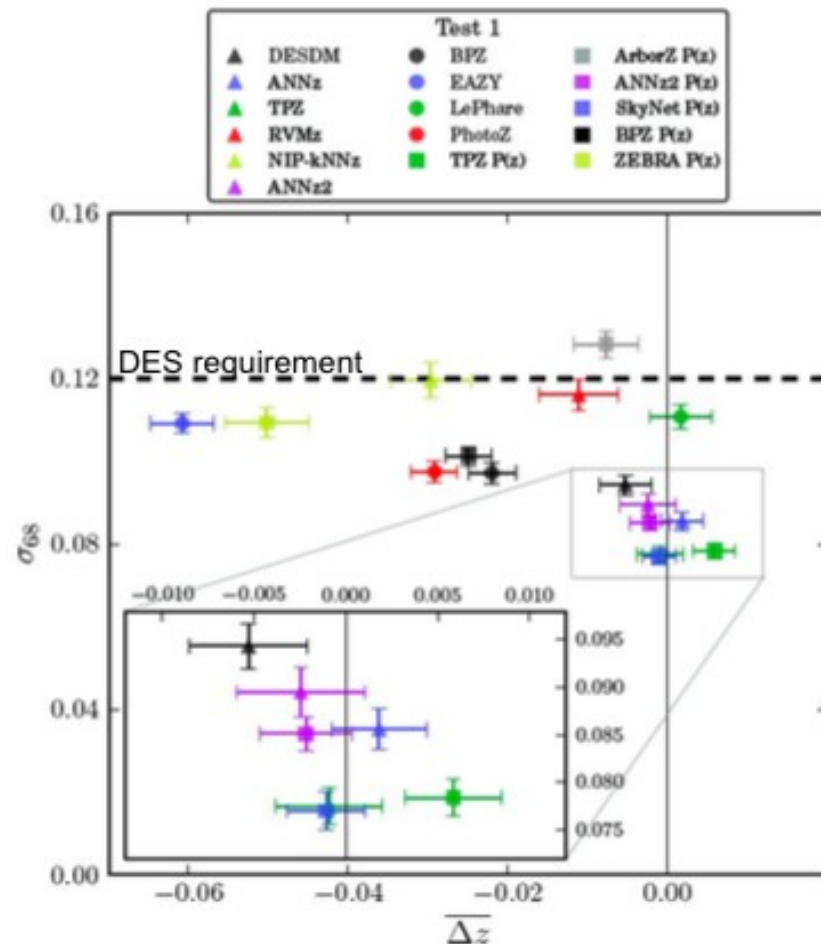 Test 1
DESDM BPZ ArborZ P(z)
ANNz EAZY ANNz2 P(z)
TPZ LePhare SkyNet P(z)
RVMz PhotoZ BPZ P(z)
NIP-kNNz TPZ P(z) ZEBRA P(z)
ANNz2
0.16
DES requirement
0.12
σ68
0.08
−0.010 −0.005 0.000 0.005 0.010
0.095
0.090
0.04
0.085
0.080
0.075
0.00
−0.06 −0.04 −0.02 0.00
Δz